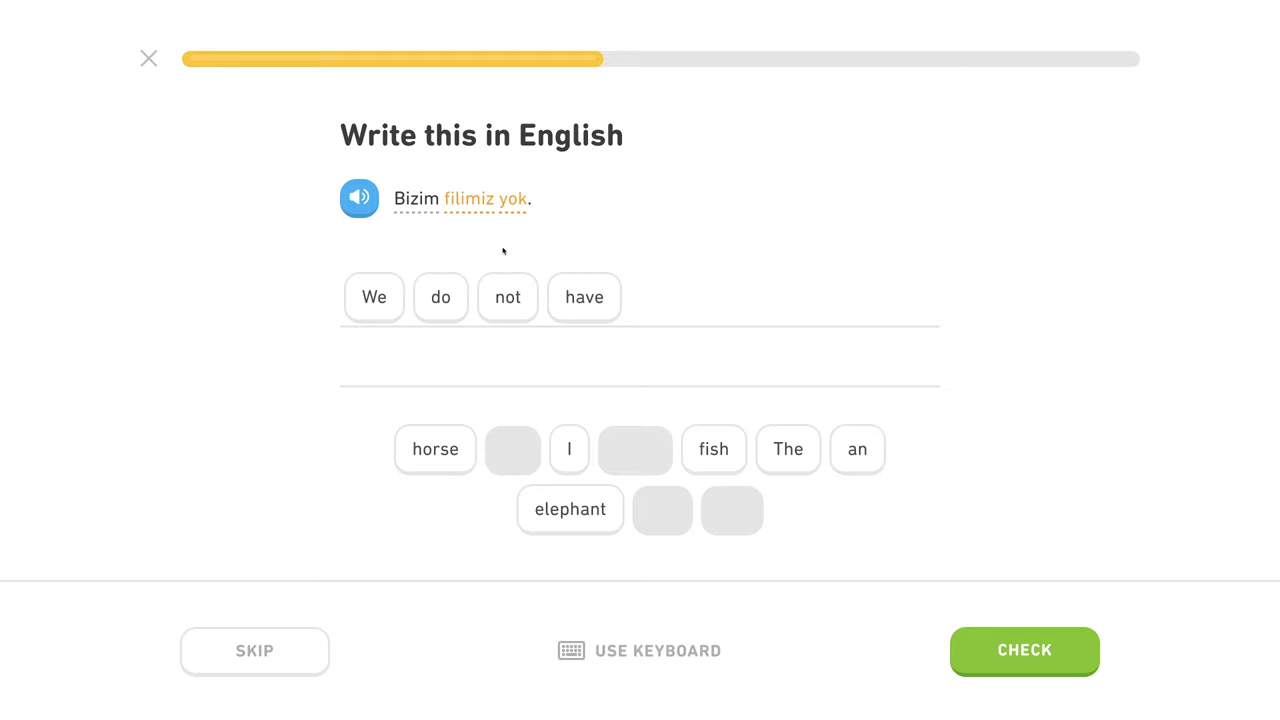 Write this in English
Bizim filimiz yok.
We do not have
horse I fish The an
elephant
SKIP USE KEYBOARD CHECK